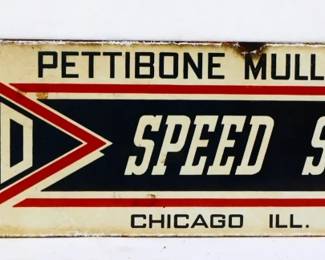 PETTIBONE MULL
SPEED S
CHICAGO ILL.